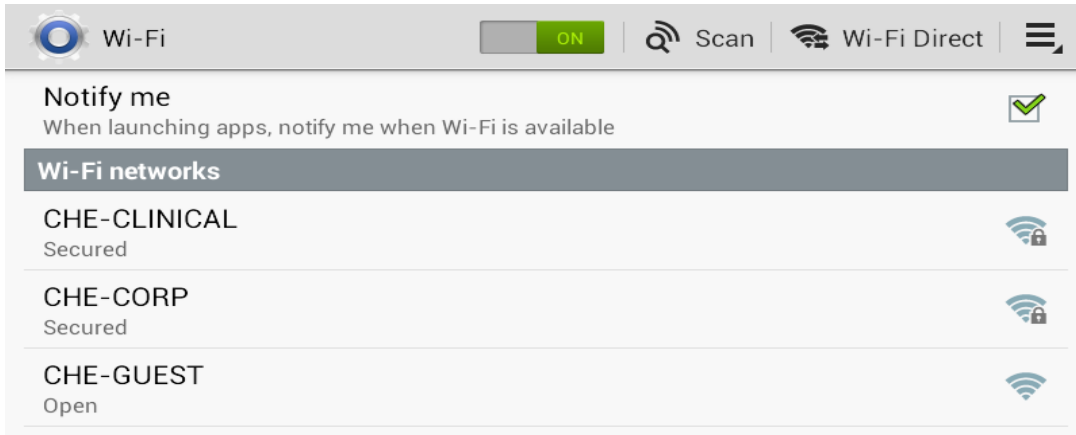 Wi-Fi ON Scan Wi-Fi Direct
Notify me
When launching apps, notify me when Wi-Fi is available
Wi-Fi networks
CHE-CLINICAL
Secured
CHE-CORP
Secured
CHE-GUEST
Open